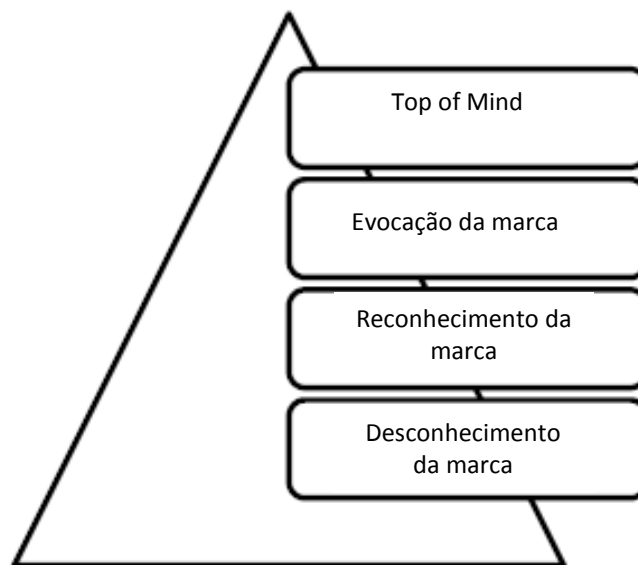 Top of Mind
Evocação da marca
Reconhecimento da
marca
Desconhecimento
da marca